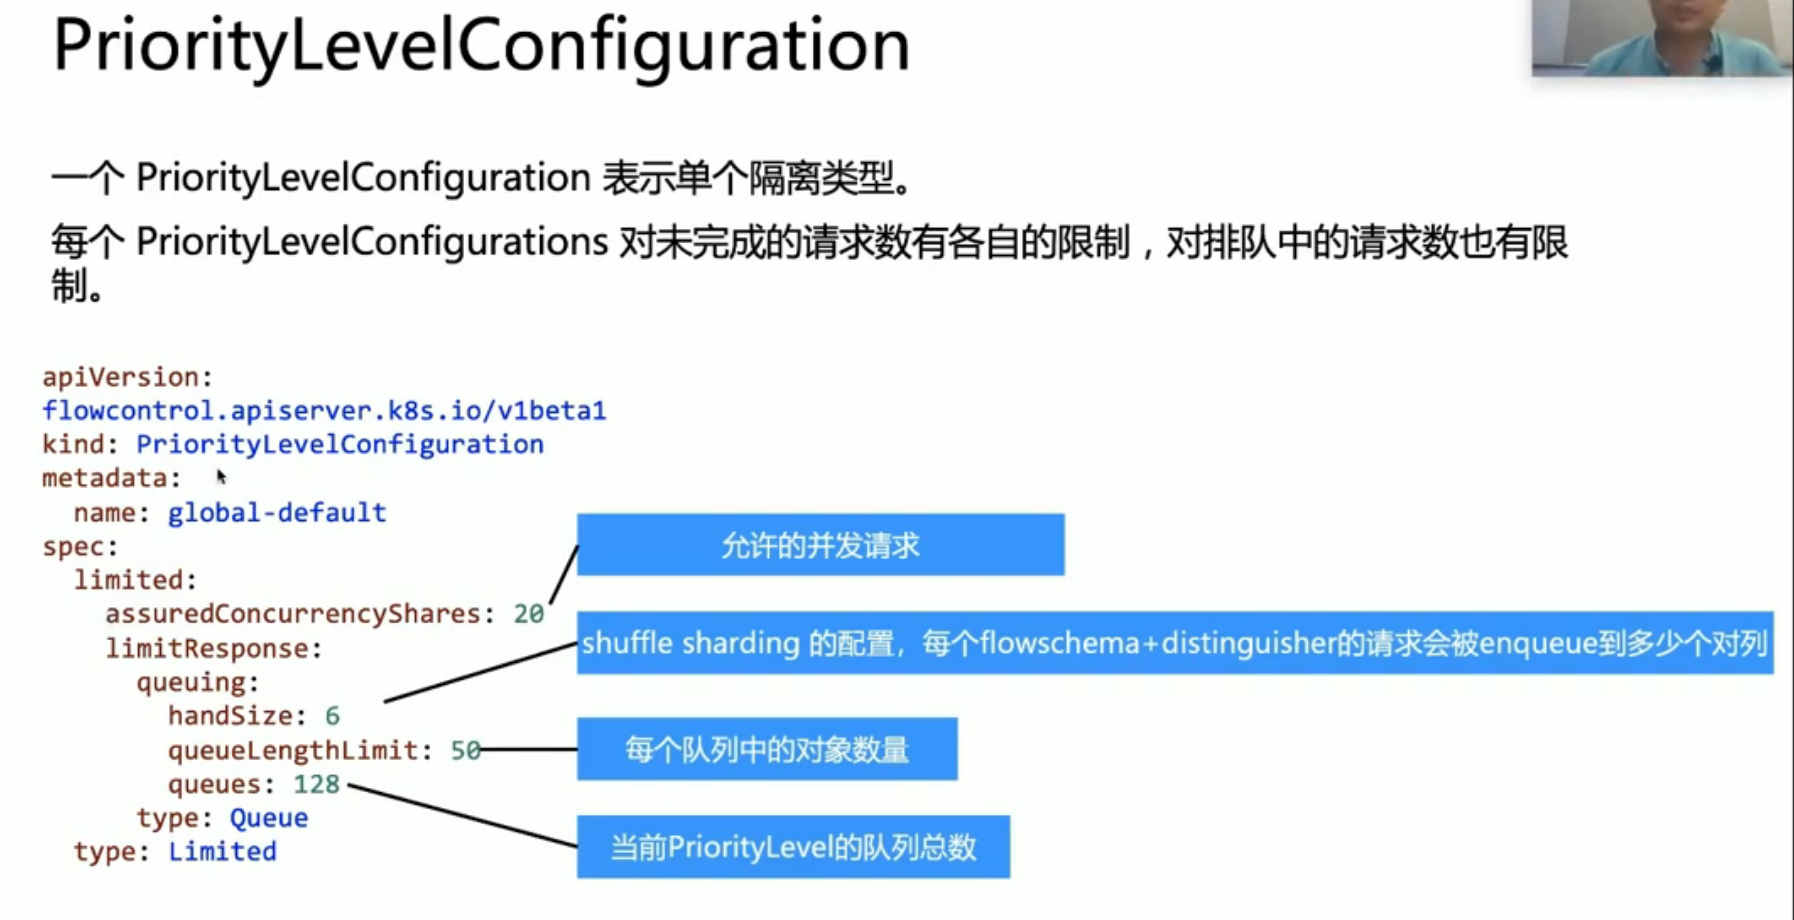 PriorityLevelConfiguration
一个 PriorityLevelConfiguration 表示单个隔离类型。
每个 PriorityLevelConfigurations 对未完成的请求数有各自的限制，对排队中的请求数也有限
制。
apiVersion:
flowcontrol.apiserver.k8s.io/v1beta1
kind: PriorityLevelConfiguration
metadata:
  name: global-default
spec:
  limited:
    assuredConcurrencyShares: 20
    limitResponse:
      queuing:
        handSize: 6
        queueLengthLimit: 50
        queues: 128
      type: Queue
  type: Limited
允许的并发请求
shuffle sharding 的配置，每个flowschema+distinguisher的请求会被enqueue到多少个对列
每个队列中的对象数量
当前PriorityLevel的队列总数